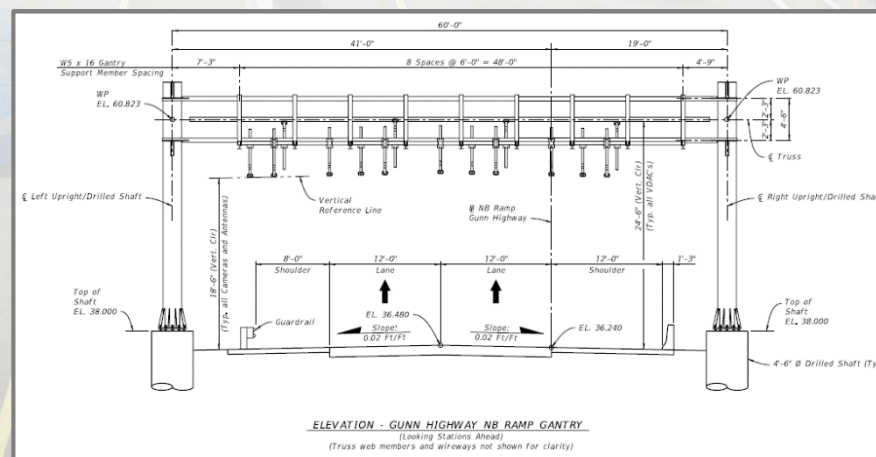 60'-0"
41'-0"
19'-0"
W5 x 16 Gantry
Support Member Spacing
7'-3"
8 Spaces @ 6'-0" = 48'-0"
4'-9"
WP
EL. 60.823
WP
EL. 60.823
2'-3"
2'-3"
4'-6"
℄ Truss
℄ Left Upright/Drilled Shaft
Vertical
Reference Line
NB Ramp
Gunn Highway
℄ Right Upright/Drilled Shaf
18'-6" (Vert. Clr)
(Typ. all Cameras and Antennas)
24'-6" (Vert. Clr)
(Typ. all VDAC's)
8'-0"
Shoulder
12'-0"
Lane
12'-0"
Lane
12'-0"
Shoulder
1'-3"
Top of
Shaft
EL. 38.000
Guardrail
EL. 36.480
EL. 36.240
Slope:
0.02 Ft/Ft
Slope:
0.02 Ft/Ft
Top of
Shaft
EL. 38.000
4'-6" Ø Drilled Shaft (Ty
ELEVATION - GUNN HIGHWAY NB RAMP GANTRY
(Looking Stations Ahead)
(Truss web members and wireways not shown for clarity)